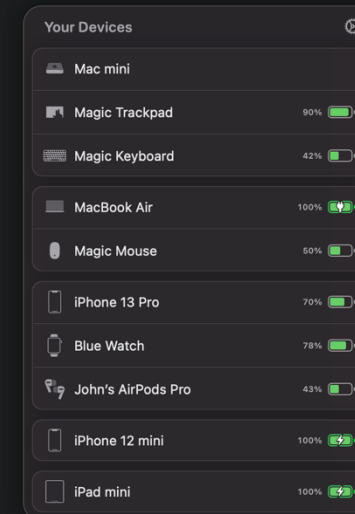 Your Devices
Mac mini
Magic Trackpad 90%
Magic Keyboard 42%
MacBook Air 100%
Magic Mouse 50%
iPhone 13 Pro 70%
Blue Watch 78%
John's AirPods Pro 43%
iPhone 12 mini 100%
iPad mini 100%